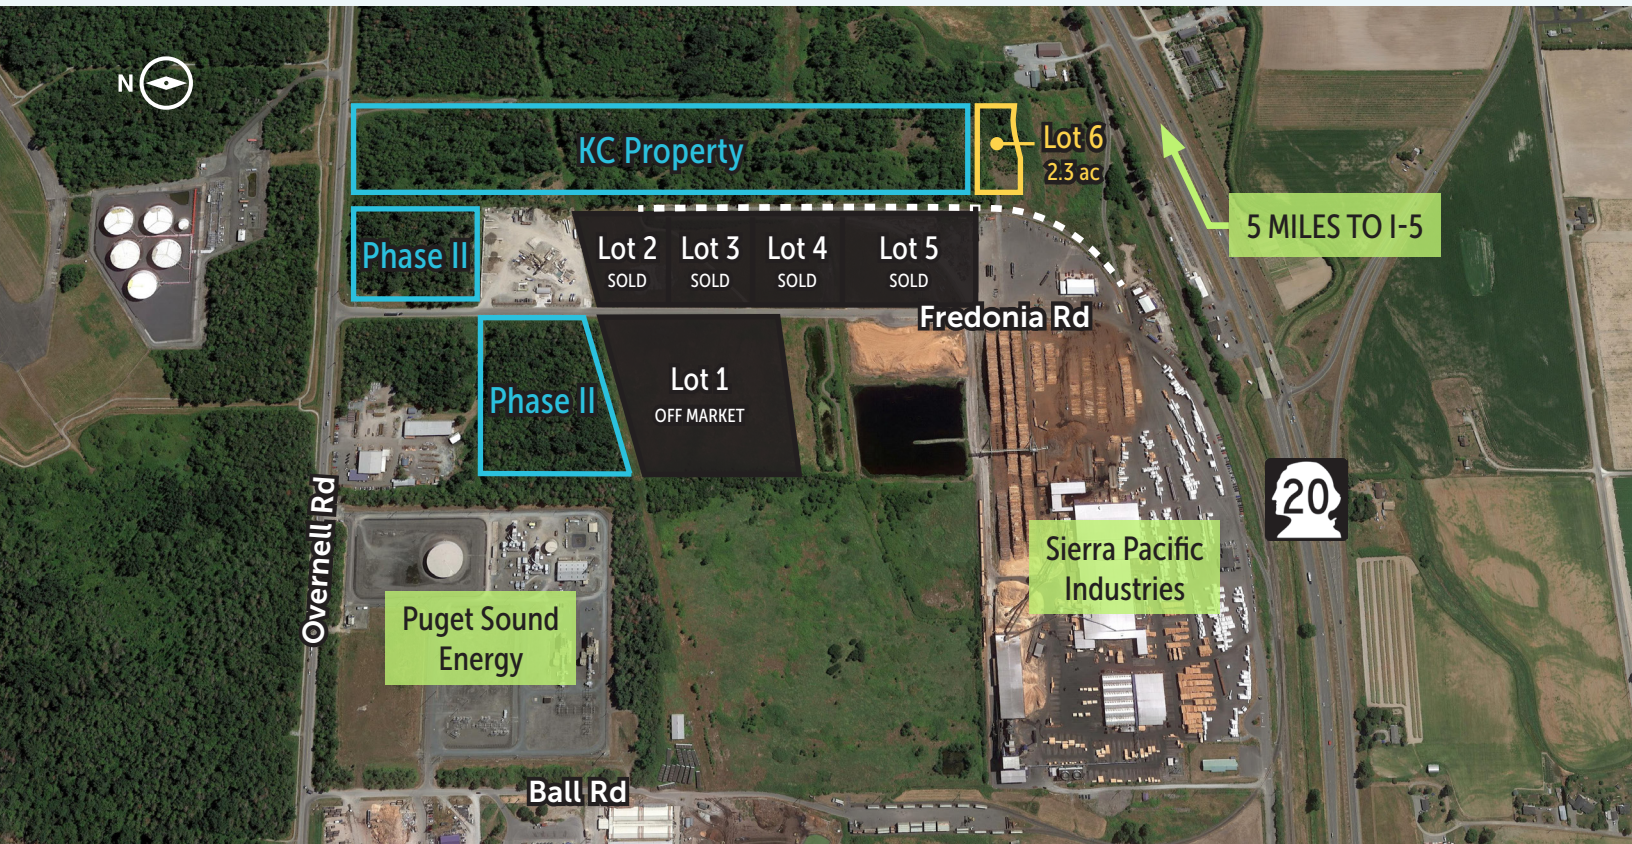 N
KC Property
Lot 6
2.3 ac
5 MILES TO I-5
Phase II
Lot 2
SOLD
Lot 3
SOLD
Lot 4
SOLD
Lot 5
SOLD
Fredonia Rd
Phase II
Lot 1
OFF MARKET
Overnell Rd
20
Sierra Pacific
Industries
Puget Sound
Energy
Ball Rd